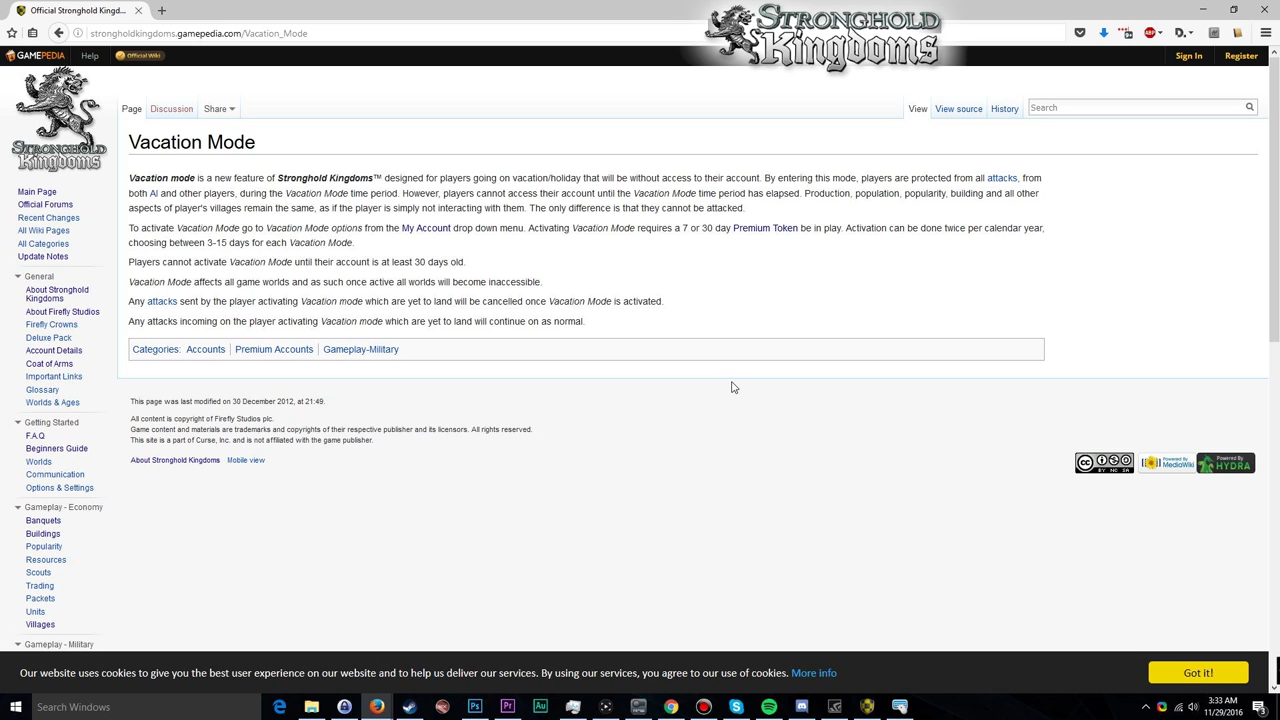 Official Stronghold Kingd...
strongholdkingdoms.gamepedia.com/Vacation_Mode
STRONGHOLD
Kingdoms
GAMEPEDIA
Help
Official Wiki
Sign In
Register
STRONGHOLD
Kingdoms
Page
Discussion
Share
View
View source
History
Search
Vacation Mode
Vacation mode is a new feature of Stronghold Kingdoms™ designed for players going on vacation/holiday that will be without access to their account. By entering this mode, players are protected from all attacks, from
both AI and other players, during the Vacation Mode time period. However, players cannot access their account until the Vacation Mode time period has elapsed. Production, population, popularity, building and all other
aspects of player's villages remain the same, as if the player is simply not interacting with them. The only difference is that they cannot be attacked.
To activate Vacation Mode go to Vacation Mode options from the My Account drop down menu. Activating Vacation Mode requires a 7 or 30 day Premium Token be in play. Activation can be done twice per calendar year,
choosing between 3-15 days for each Vacation Mode.
Players cannot activate Vacation Mode until their account is at least 30 days old.
Vacation Mode affects all game worlds and as such once active all worlds will become inaccessible.
Any attacks sent by the player activating Vacation mode which are yet to land will be cancelled once Vacation Mode is activated.
Any attacks incoming on the player activating Vacation mode which are yet to land will continue on as normal.
Categories: Accounts | Premium Accounts | Gameplay-Military
This page was last modified on 30 December 2012, at 21:49.
All content is copyright of Firefly Studios plc.
Game content and materials are trademarks and copyrights of their respective publisher and its licensors. All rights reserved.
This site is a part of Curse, Inc. and is not affiliated with the game publisher.
About Stronghold Kingdoms
Mobile view
CC
BY NC SA
Powered By
MediaWiki
Powered By
HYDRA
Main Page
Official Forums
Recent Changes
All Wiki Pages
All Categories
Update Notes
General
About Stronghold
Kingdoms
About Firefly Studios
Firefly Crowns
Deluxe Pack
Account Details
Coat of Arms
Important Links
Glossary
Worlds & Ages
Getting Started
F.A.Q
Beginners Guide
Worlds
Communication
Options & Settings
Gameplay - Economy
Banquets
Buildings
Popularity
Resources
Scouts
Trading
Packets
Units
Villages
Gameplay - Military
Our website uses cookies to give you the best user experience on our website and to help us deliver our services. By using our services, you agree to our use of cookies. More info
Got it!
Search Windows
Ps
Pr
Au
3:33 AM
11/29/2016